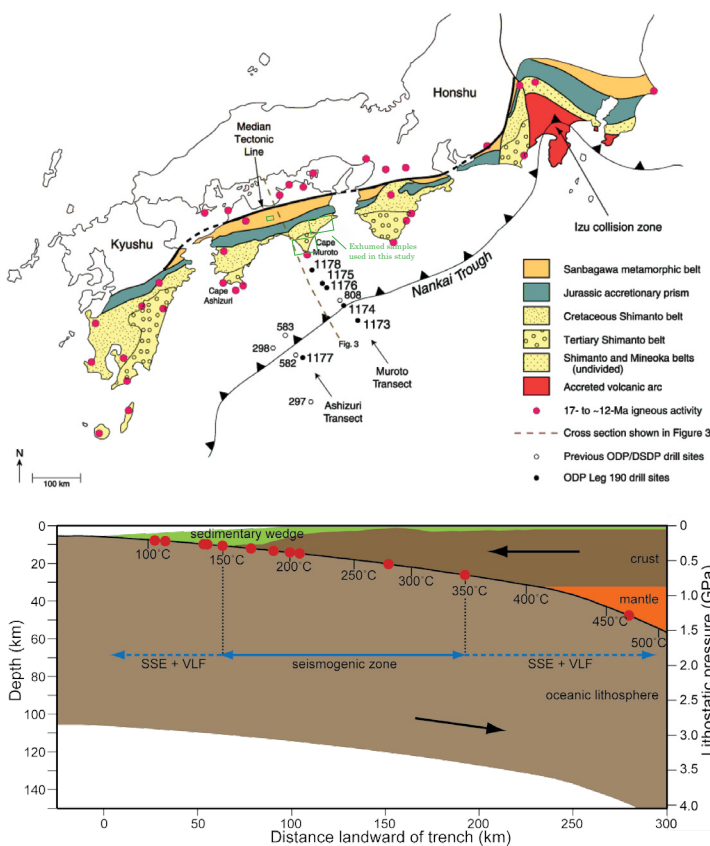 Honshu
Median
Tectonic
Line
Izu collision
zone
Kyushu
Cape
Muroto
Exhumed samples
used in this study
1178
1175
1176
808
1174
1173
Nankai Trough
Cape
Ashizuri
583
298
582
1177
Fig. 3
Muroto
Transect
Ashizuri
Transect
297
N
100 km
Sanbagawa metamorphic belt
Jurassic accretionary prism
Cretaceous Shimanto belt
Tertiary Shimanto belt
Shimanto and Mineoka belts
(undivided)
Accreted volcanic arc
17- to ~12-Ma igneous activity
Cross section shown in Figure 3
Previous ODP/DSDP drill sites
ODP Leg 190 drill sites
0
20
40
60
80
100
120
140
Depth (km)
sedimentary wedge
crust
mantle
100°C
150°C
200°C
250°C
300°C
350°C
400°C
450°C
500°C
SSE + VLF
seismogenic zone
SSE + VLF
oceanic lithosphere
0
0.5
1.0
1.5
2.0
2.5
3.0
3.5
4.0
Lithostatic pressure (GPa)
0
50
100
150
200
250
300
Distance landward of trench (km)